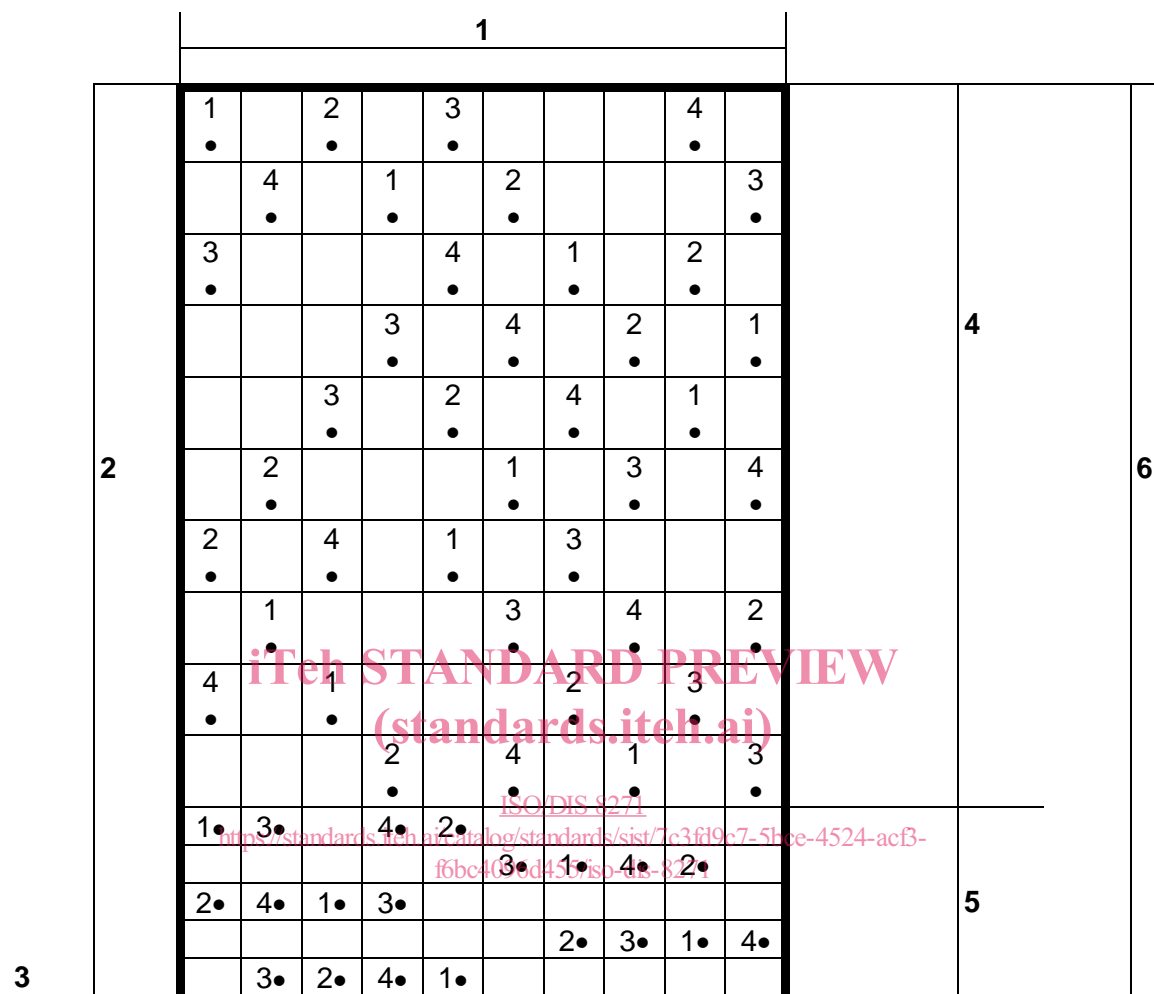 1
1 2 3 4
• • • •
4 1 2 3
• • • •
3 4 1 2
• • • •
3 4 2 1
• • • •
4
3 2 4 1
• • • •
2 1 3 4
• • • •
2
6
2 4 1 3
• • • •
1 3 4 2
• • • •
iTeh STANDARD PREVIEW
4 1 2 3
• • • •
(standards.iteh.ai)
2 4 1 3
• • • •
ISO/DIS 8271
1• 3• 4• 2•
https://standards.iteh.ai/catalog/standards/sist/7c3fd9c7-5bce-4524-acf3-
3• 1• 4• 2•
f6bc4096d455/iso-dis-8271
2• 4• 1• 3•
5
2• 3• 1• 4•
3
3• 2• 4• 1•